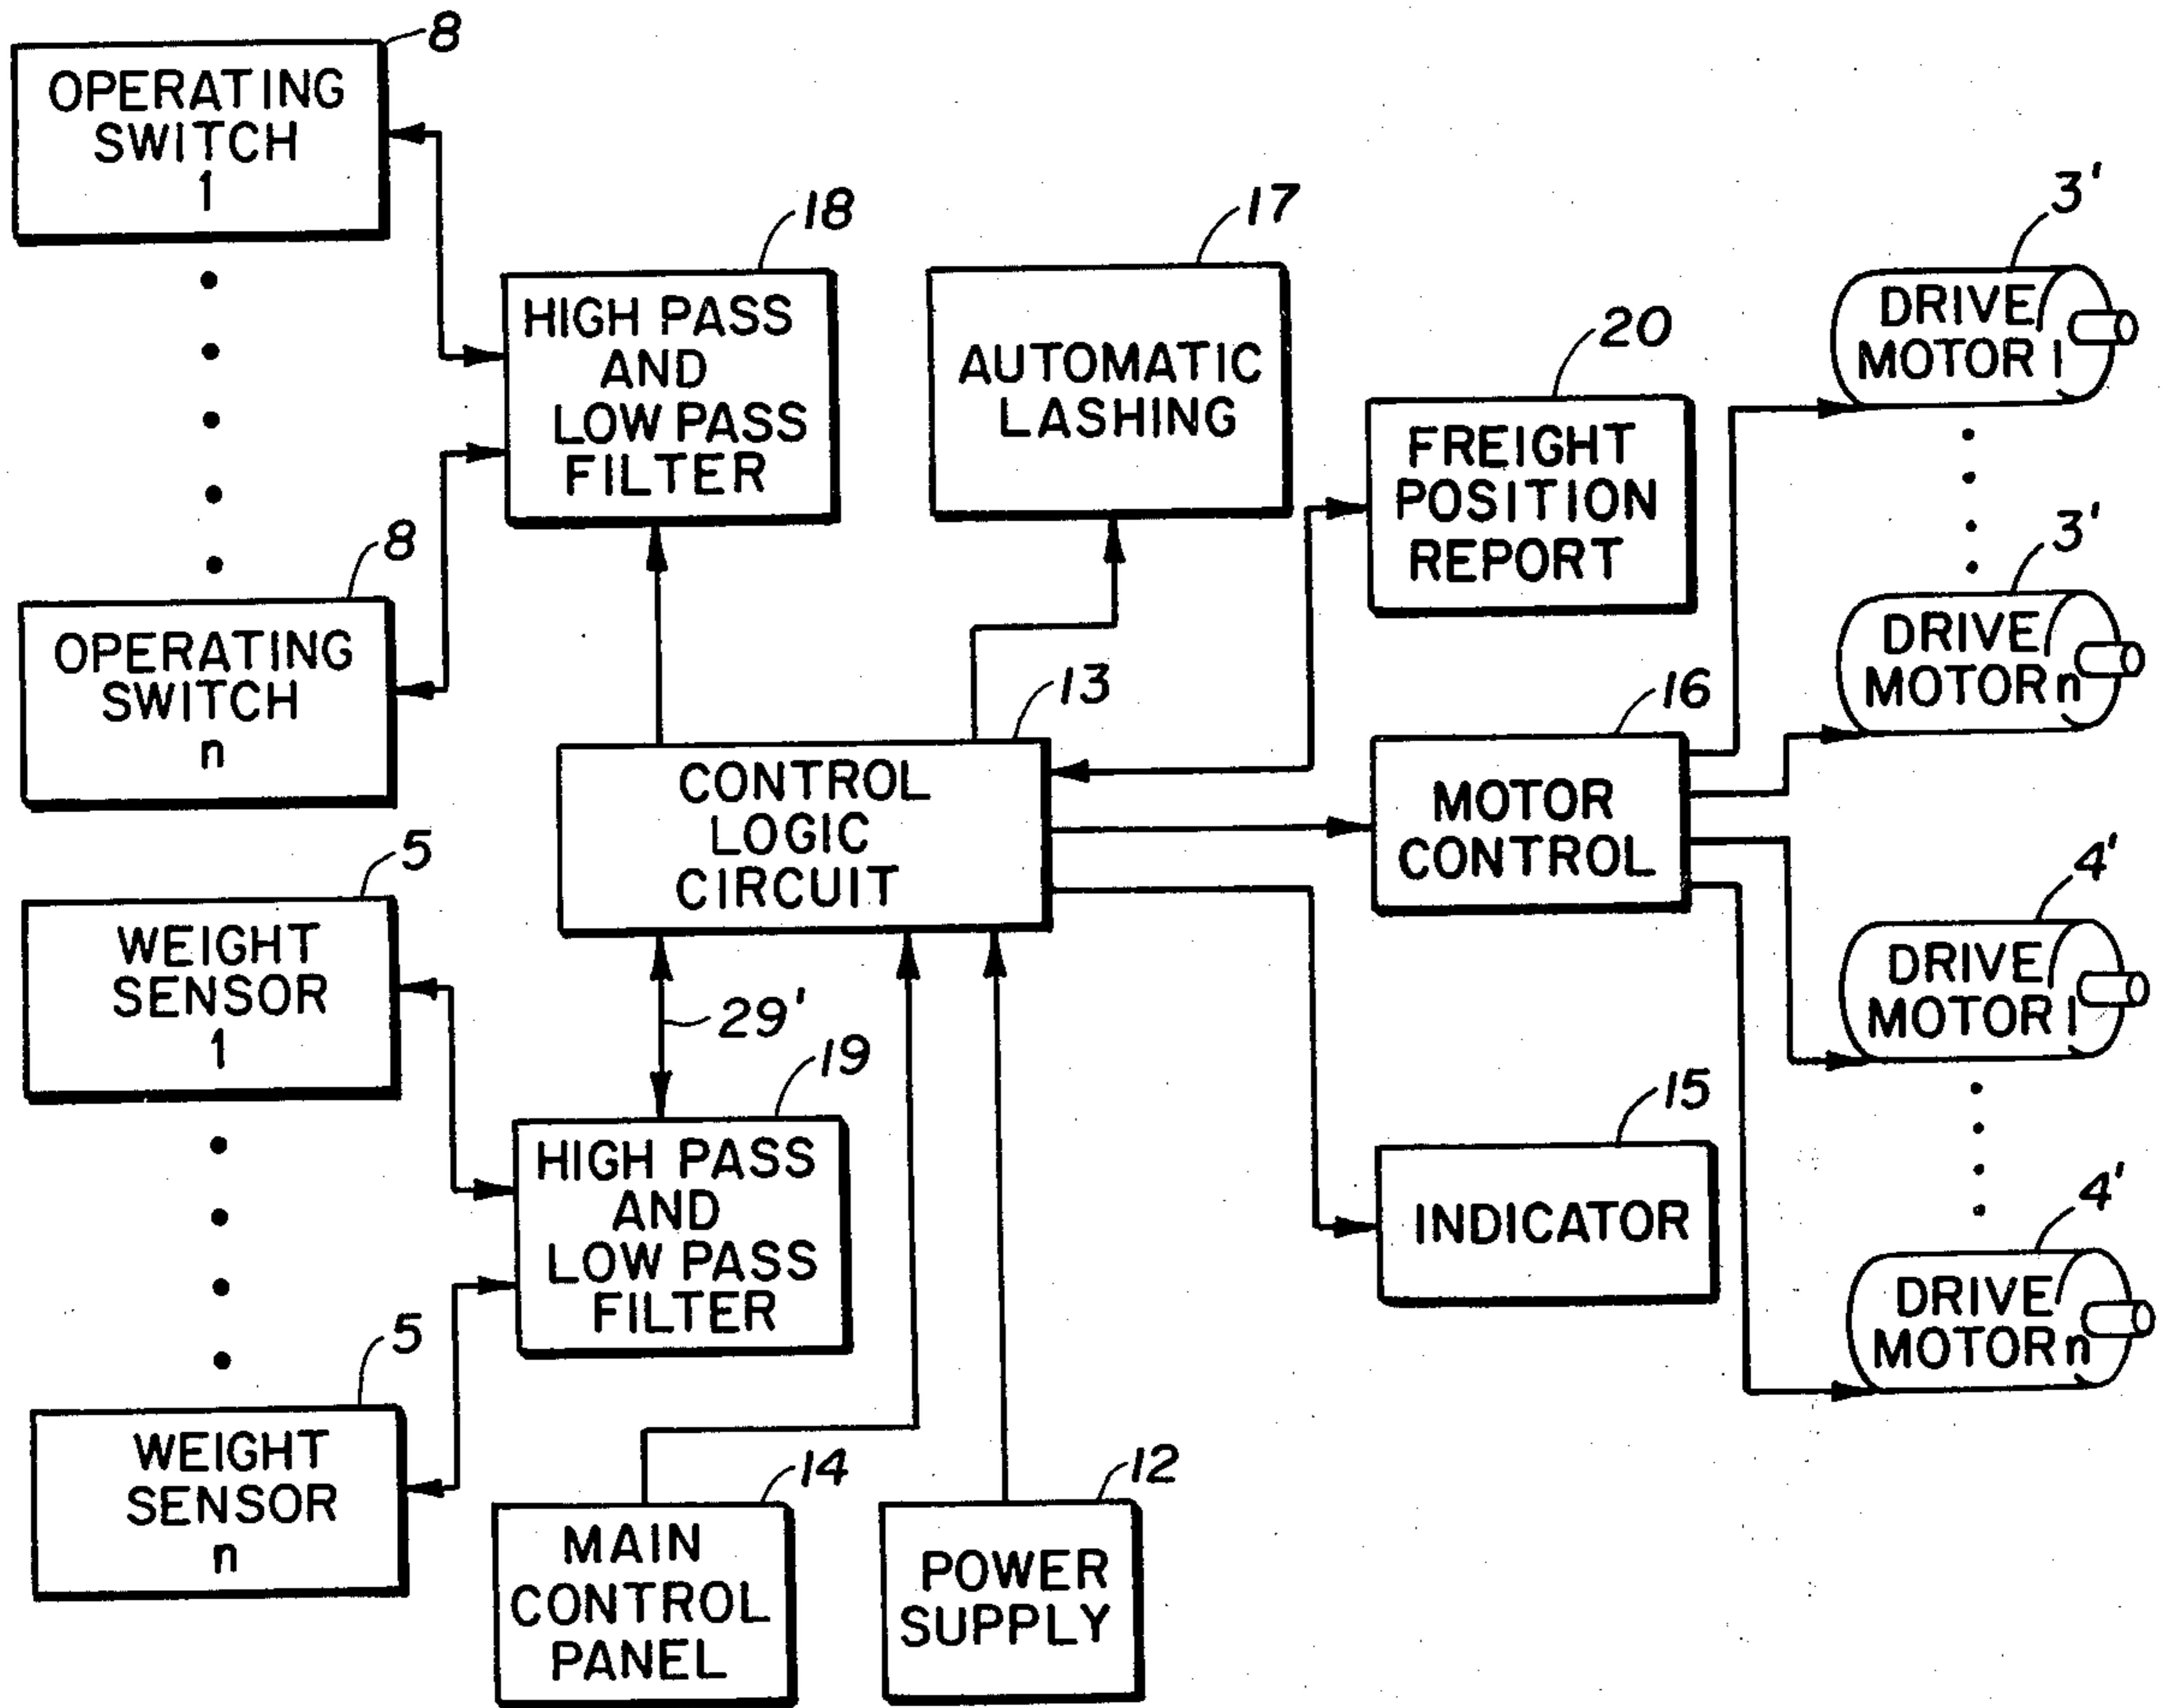 8
OPERATING
SWITCH
1
8
OPERATING
SWITCH
n
5
WEIGHT
SENSOR
1
5
WEIGHT
SENSOR
n
18
HIGH PASS
AND
LOW PASS
FILTER
17
AUTOMATIC
LASHING
13
CONTROL
LOGIC
CIRCUIT
29'
19
HIGH PASS
AND
LOW PASS
FILTER
14
MAIN
CONTROL
PANEL
12
POWER
SUPPLY
20
FREIGHT
POSITION
REPORT
16
MOTOR
CONTROL
15
INDICATOR
3'
DRIVE
MOTOR 1
3'
DRIVE
MOTOR n
4'
DRIVE
MOTOR 1
4'
DRIVE
MOTOR n